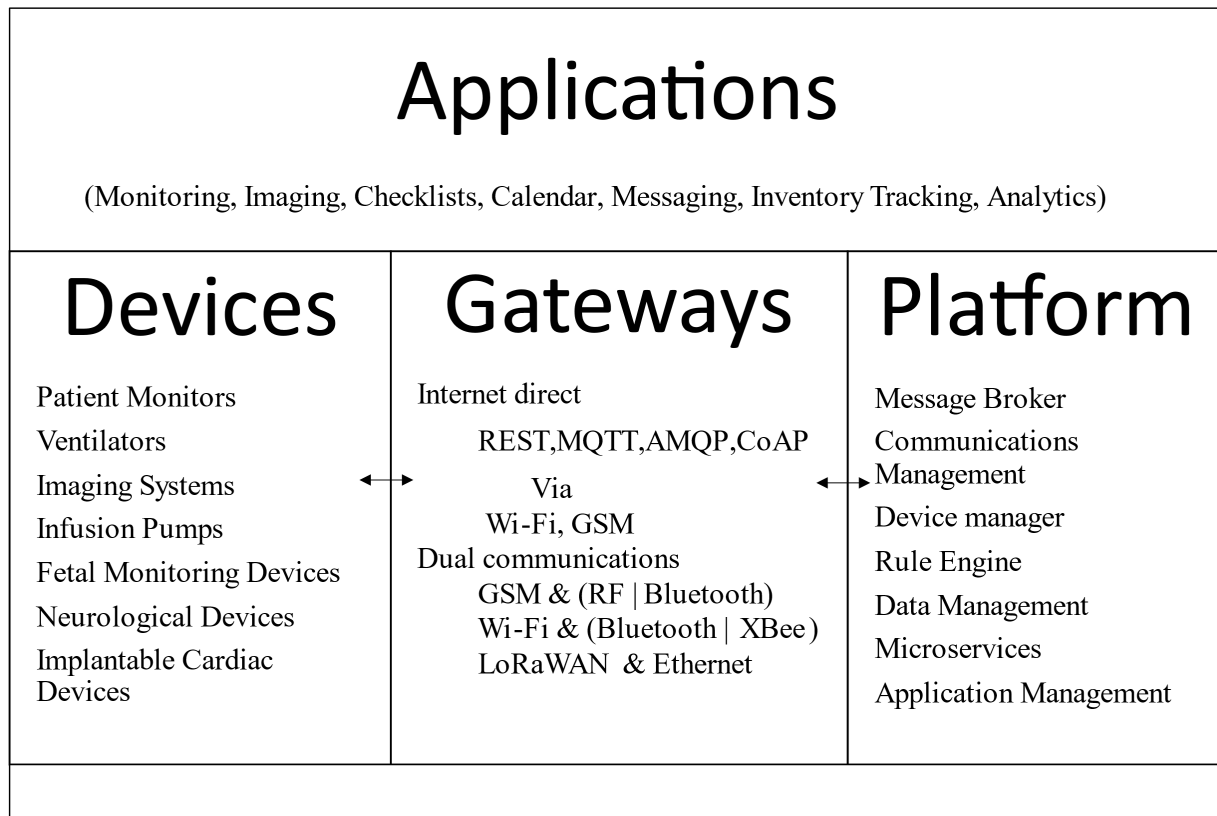 Applications
(Monitoring, Imaging, Checklists, Calendar, Messaging, Inventory Tracking, Analytics)
Devices
Patient Monitors
Ventilators
Imaging Systems
Infusion Pumps
Fetal Monitoring Devices
Neurological Devices
Implantable Cardiac
Devices
Gateways
Internet direct
REST,MQTT,AMQP,CoAP
Via
Wi-Fi, GSM
Dual communications
GSM & (RF | Bluetooth)
Wi-Fi & (Bluetooth | XBee)
LoRaWAN & Ethernet
Platform
Message Broker
Communications
Management
Device manager
Rule Engine
Data Management
Microservices
Application Management